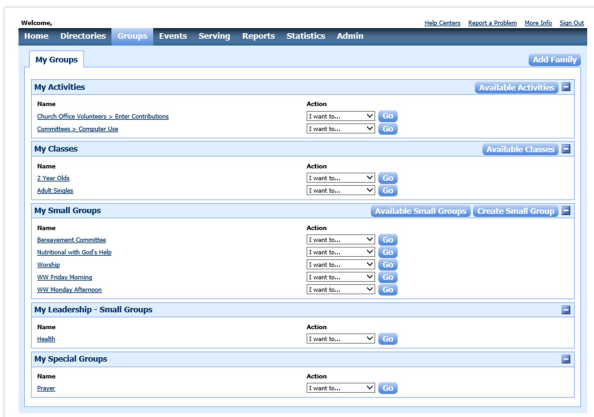 Welcome,
Help Centers Report a Problem More Info Sign Out
Home Directories Groups Events Serving Reports Statistics Admin
My Groups
Add Family
My Activities
Available Activities
Name Action
Church Office Volunteers > Enter Contributions I want to... Go
Committees > Computer Use I want to... Go
My Classes
Available Classes
Name Action
2 Year Olds I want to... Go
Adult Singles I want to... Go
My Small Groups
Available Small Groups Create Small Group
Name Action
Bereavement Committee I want to... Go
Nutritional with God's Help I want to... Go
Worship I want to... Go
WW Friday Morning I want to... Go
WW Monday Afternoon I want to... Go
My Leadership - Small Groups
Name Action
Health I want to... Go
My Special Groups
Name Action
Prayer I want to... Go